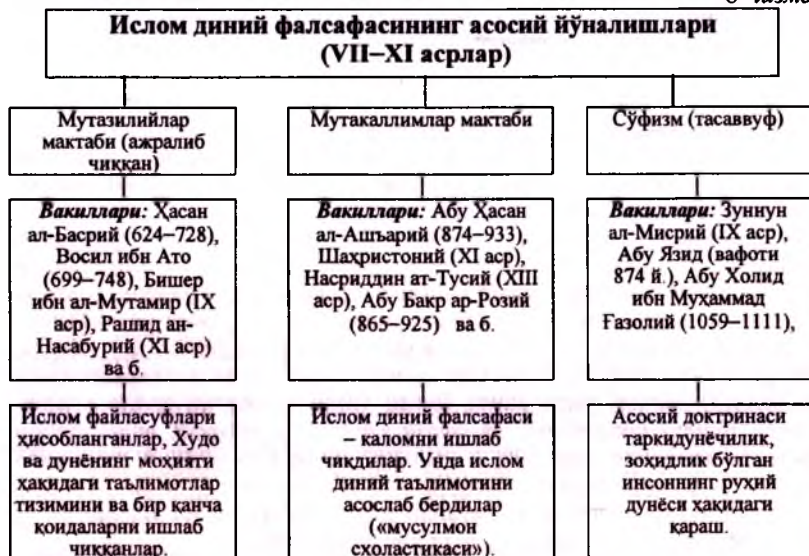 Ислом диний фалсафасининг асосий йўналишлари
(VII–XI асрлар)
Мутазилийлар
мактаби (ажралиб
чиққан)
Мутакаллимлар мактаби
Сўфизм (тасаввуф)
Вакиллари: Ҳасан
ал-Басрий (624–728),
Восил ибн Ато
(699–748), Бишер
ибн ал-Мутамир (IX
аср), Рашид ан-
Насабурий (XI аср)
ва б.
Вакиллари: Абу Ҳасан
ал-Ашъарий (874–933),
Шаҳристоний (XI аср),
Насриддин ат-Тусий (XIII
аср), Абу Бакр ар-Розий
(865–925) ва б.
Вакиллари: Зуннун
ал-Мисрий (IX аср),
Абу Язид (вафоти
874 й.), Абу Холид
ибн Муҳаммад
Ғазолий (1059–1111),
Ислом файласуфлари
ҳисобланганлар, Худо
ва дунёнинг моҳияти
ҳақидаги таълимотлар
тизимини ва бир қанча
қоидаларни ишлаб
чиққанлар.
Ислом диний фалсафаси
– каломни ишлаб
чиқдилар. Унда ислом
диний таълимотини
асослаб бердилар
(«мусулмон
схоластикаси»).
Асосий доктринаси
таркидунёчилик,
зоҳидлик бўлган
инсоннинг руҳий
дунёси ҳақидаги
қараш.